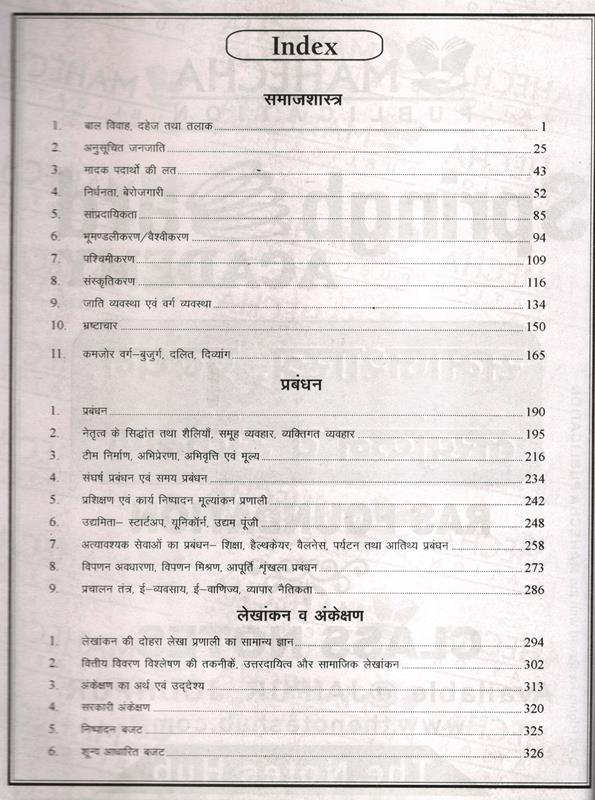 Index
समाजशास्त्र
1. बाल विवाह, दहेज तथा तलाक 1
2. अनुसूचित जनजाति 25
3. मादक पदार्थो की लत 43
4. निर्धनता, बेरोजगारी 52
5. सांप्रदायिकता 85
6. भूमण्डलीकरण/वैश्वीकरण 94
7. पश्चिमीकरण 109
8. संस्कृतिकरण 116
9. जाति व्यवस्था एवं वर्ग व्यवस्था 134
10. भ्रष्टाचार 150
11. कमजोर वर्ग-बुजुर्ग, दलित, दिव्यांग 165
प्रबंधन
1. प्रबंधन 190
2. नेतृत्व के सिद्धांत तथा शैलियाँ, समूह व्यवहार, व्यक्तिगत व्यवहार 195
3. टीम निर्माण, अभिप्रेरणा, अभिवृत्ति एवं मूल्य 216
4. संघर्ष प्रबंधन एवं समय प्रबंधन 234
5. प्रशिक्षण एवं कार्य निष्पादन मूल्यांकन प्रणाली 242
6. उद्यमिता- स्टार्टअप, यूनिकॉर्न, उद्यम पूंजी 248
7. अत्यावश्यक सेवाओं का प्रबंधन- शिक्षा, हैल्थकेयर, वैलनेस, पर्यटन तथा आतिथ्य प्रबंधन 258
8. विपणन अवधारणा, विपणन मिश्रण, आपूर्ति शृंखला प्रबंधन 273
9. प्रचालन तंत्र, ई-व्यवसाय, ई-वाणिज्य, व्यापार नैतिकता 286
लेखांकन व अंकेक्षण
1. लेखांकन की दोहरा लेखा प्रणाली का सामान्य ज्ञान 294
2. वित्तीय विवरण विश्लेषण की तकनीकें, उत्तरदायित्व और सामाजिक लेखांकन 302
3. अंकेक्षण का अर्थ एवं उद्देश्य 313
4. सरकारी अंकेक्षण 320
5. निष्पादन बजट 325
6. शून्य आधारित बजट 326